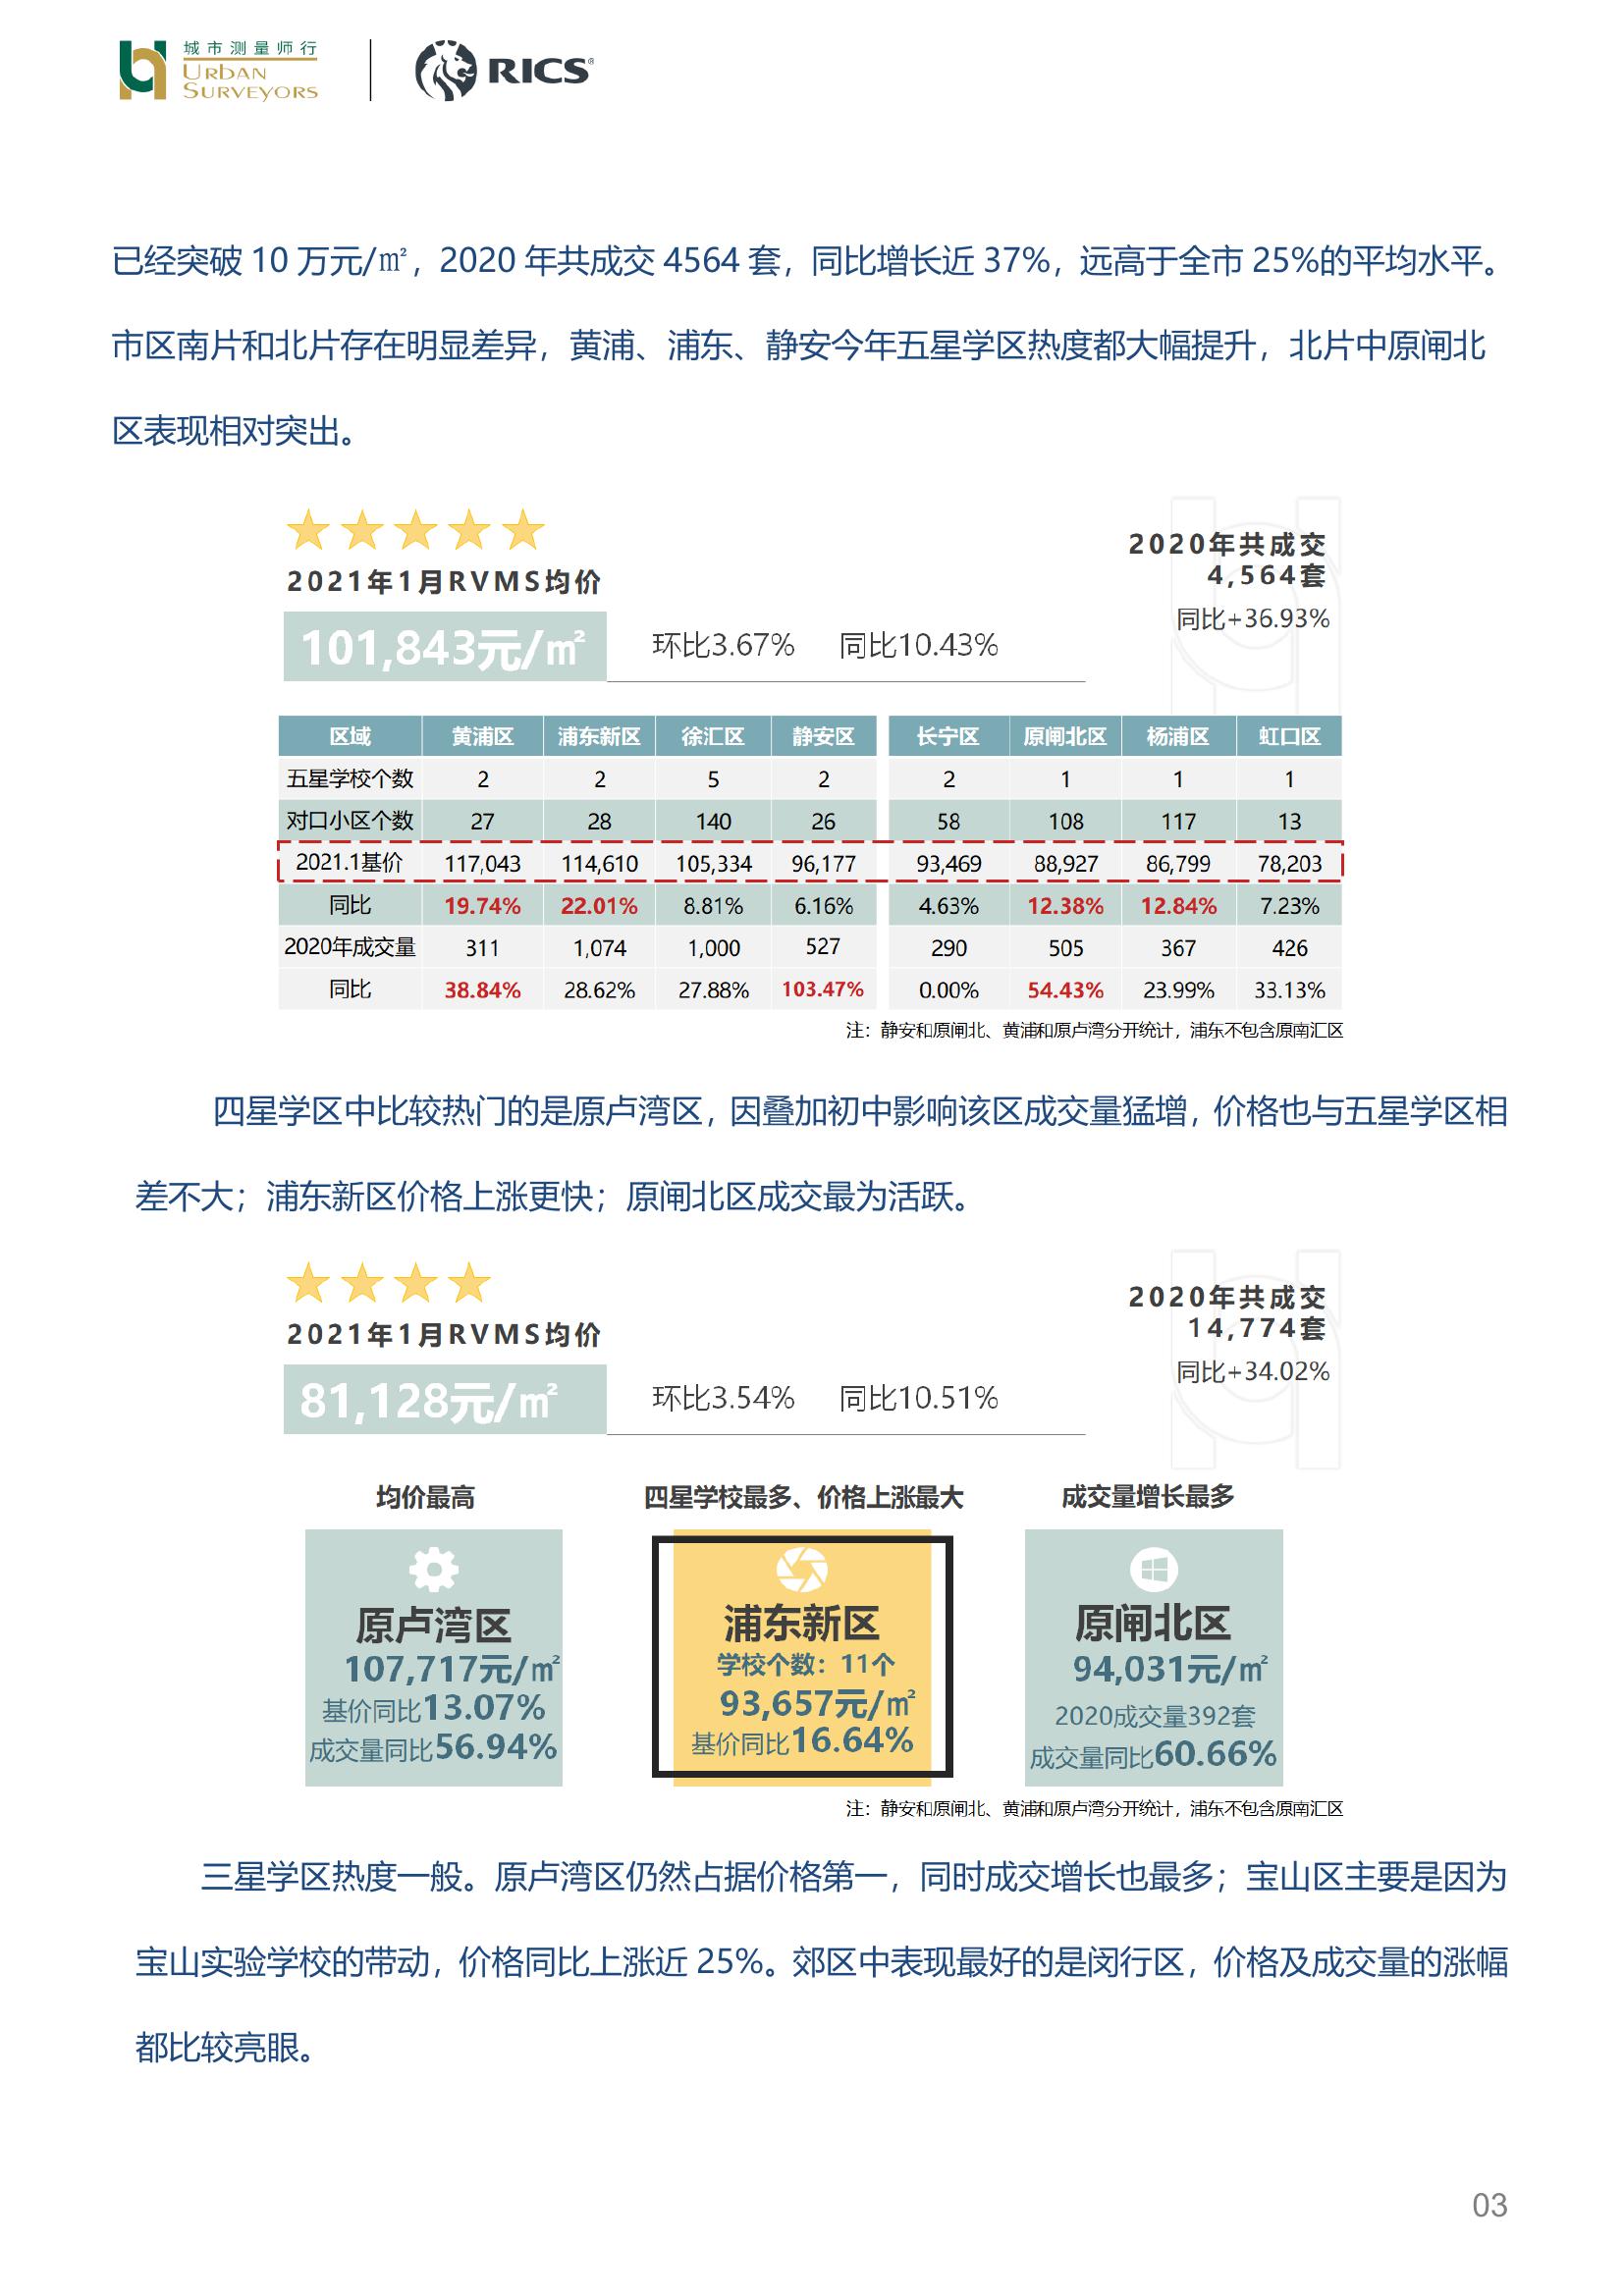 城市测量师行
URBAN
SURVEYORS
RICS®
已经突破 10 万元/㎡，2020 年共成交 4564 套，同比增长近 37%，远高于全市 25%的平均水平。
市区南片和北片存在明显差异，黄浦、浦东、静安今年五星学区热度都大幅提升，北片中原闸北
区表现相对突出。
2021年1月RVMS均价
101,843元/㎡ 环比3.67% 同比10.43%
2020年共成交
4,564套
同比+36.93%
区域 黄浦区 浦东新区 徐汇区 静安区 长宁区 原闸北区 杨浦区 虹口区
五星学校个数 2 2 5 2 2 1 1 1
对口小区个数 27 28 140 26 58 108 117 13
2021.1基价 117,043 114,610 105,334 96,177 93,469 88,927 86,799 78,203
同比 19.74% 22.01% 8.81% 6.16% 4.63% 12.38% 12.84% 7.23%
2020年成交量 311 1,074 1,000 527 290 505 367 426
同比 38.84% 28.62% 27.88% 103.47% 0.00% 54.43% 23.99% 33.13%
注：静安和原闸北、黄浦和原卢湾分开统计，浦东不包含原南汇区
四星学区中比较热门的是原卢湾区，因叠加初中影响该区成交量猛增，价格也与五星学区相
差不大；浦东新区价格上涨更快；原闸北区成交最为活跃。
2021年1月RVMS均价
81,128元/㎡ 环比3.54% 同比10.51%
2020年共成交
14,774套
同比+34.02%
均价最高
原卢湾区
107,717元/㎡
基价同比13.07%
成交量同比56.94%
四星学校最多、价格上涨最大
浦东新区
学校个数：11个
93,657元/㎡
基价同比16.64%
成交量增长最多
原闸北区
94,031元/㎡
2020成交量392套
成交量同比60.66%
注：静安和原闸北、黄浦和原卢湾分开统计，浦东不包含原南汇区
三星学区热度一般。原卢湾区仍然占据价格第一，同时成交增长也最多；宝山区主要是因为
宝山实验学校的带动，价格同比上涨近 25%。郊区中表现最好的是闵行区，价格及成交量的涨幅
都比较亮眼。
03